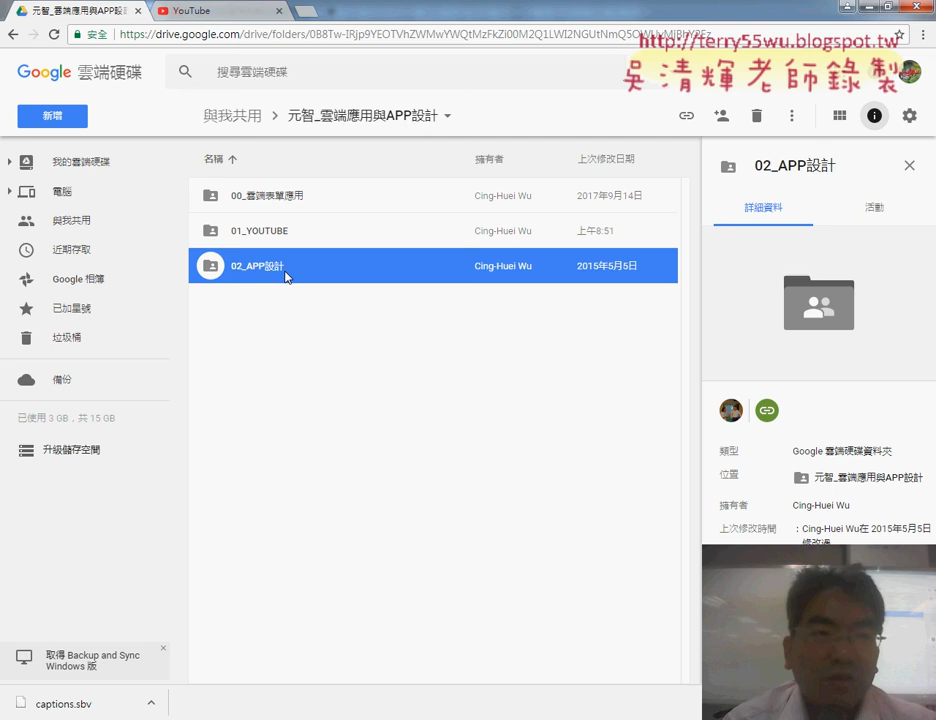 元智_雲端應用與APP設計
YouTube
安全
https://drive.google.com/drive/folders/
http://terry55wu.blogspot.tw
吳清輝老師錄製
Google 雲端硬碟
搜尋雲端硬碟
新增
與我共用
元智_雲端應用與APP設計
我的雲端硬碟
電腦
與我共用
近期存取
Google 相簿
已加星號
垃圾桶
備份
已使用 3 GB，共 15 GB
升級儲存空間
取得 Backup and Sync
Windows 版
名稱
擁有者
上次修改日期
00_雲端表單應用
Cing-Huei Wu
2017年9月14日
01_YOUTUBE
Cing-Huei Wu
上午8:51
02_APP設計
Cing-Huei Wu
2015年5月5日
02_APP設計
詳細資料
活動
類型
Google 雲端硬碟資料夾
位置
元智_雲端應用與APP設計
擁有者
Cing-Huei Wu
上次修改時間
：Cing-Huei Wu在 2015年5月5日
修改過
captions.sbv